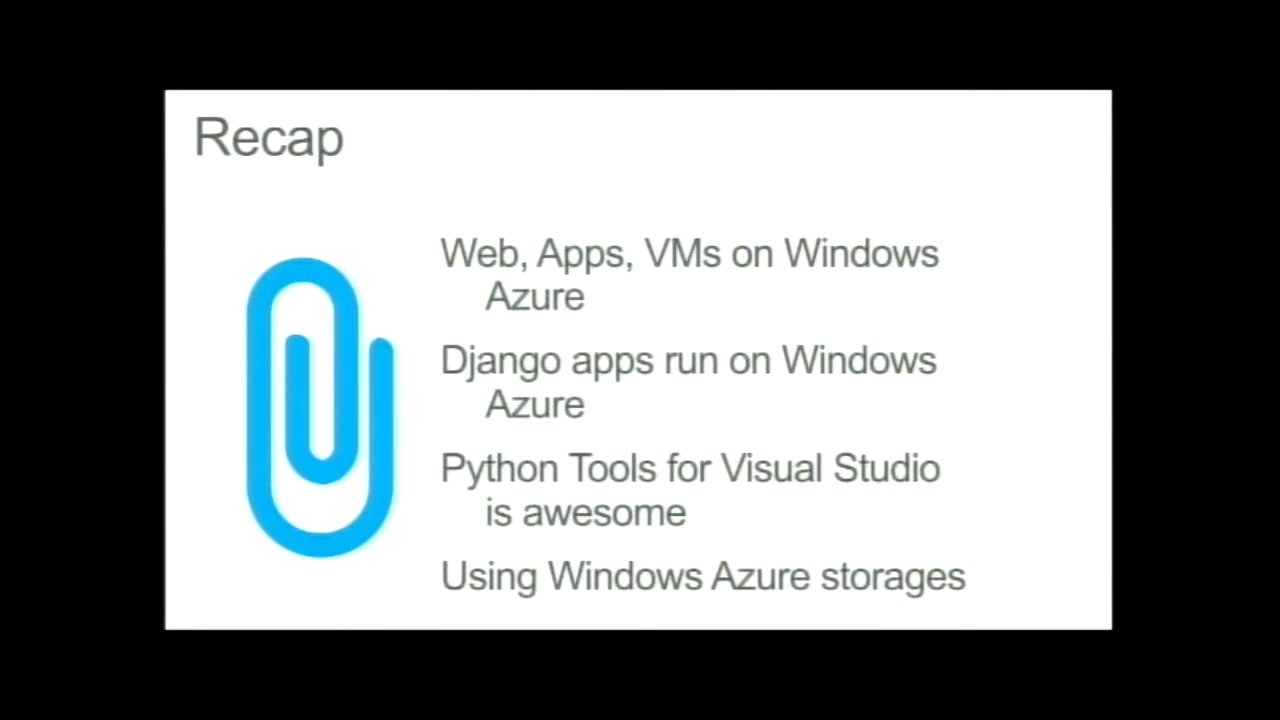 Recap
Web, Apps, VMs on Windows
Azure
Django apps run on Windows
Azure
Python Tools for Visual Studio
is awesome
Using Windows Azure storages